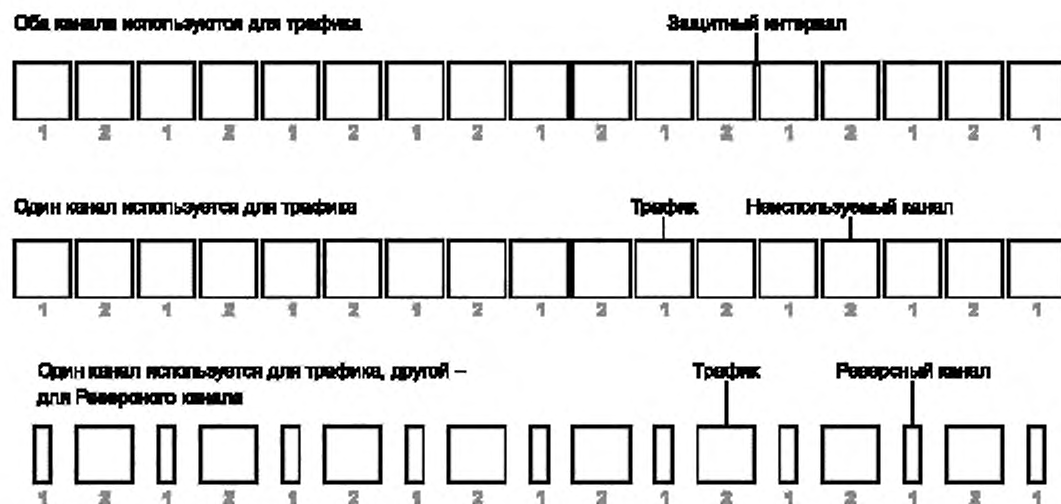 Оба канала используются для трафика Защитный интервал
1 2 1 2 1 2 1 2 1 2 1 2 1 2 1 2 1
Один канал используется для трафика Трафик Неиспользуемый канал
1 2 1 2 1 2 1 2 1 2 1 2 1 2 1 2 1
Один канал используется для трафика, другой – Трафик Реверсный канал
для Реверсного канала
1 2 1 2 1 2 1 2 1 2 1 2 1 2 1 2 1